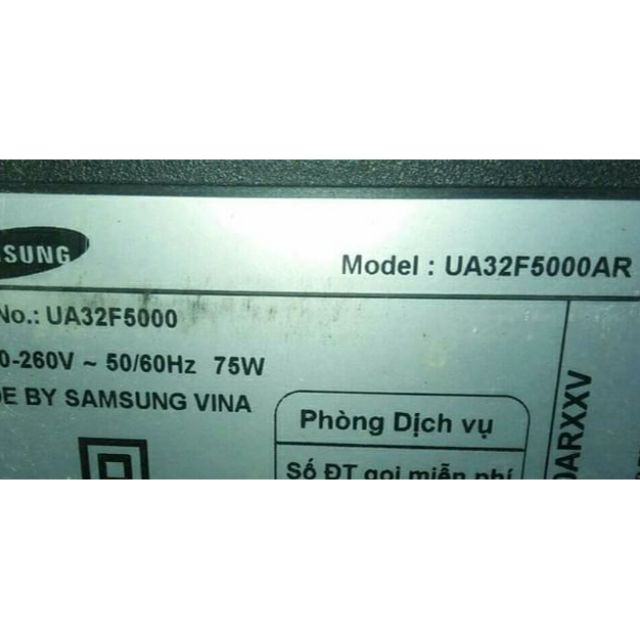 SUNG
Model : UA32F5000AR
No.: UA32F5000
0-260V ~ 50/60Hz 75W
DE BY SAMSUNG VINA
Phòng Dịch vụ
Số ĐT gọi miễn phí
0ARXXV